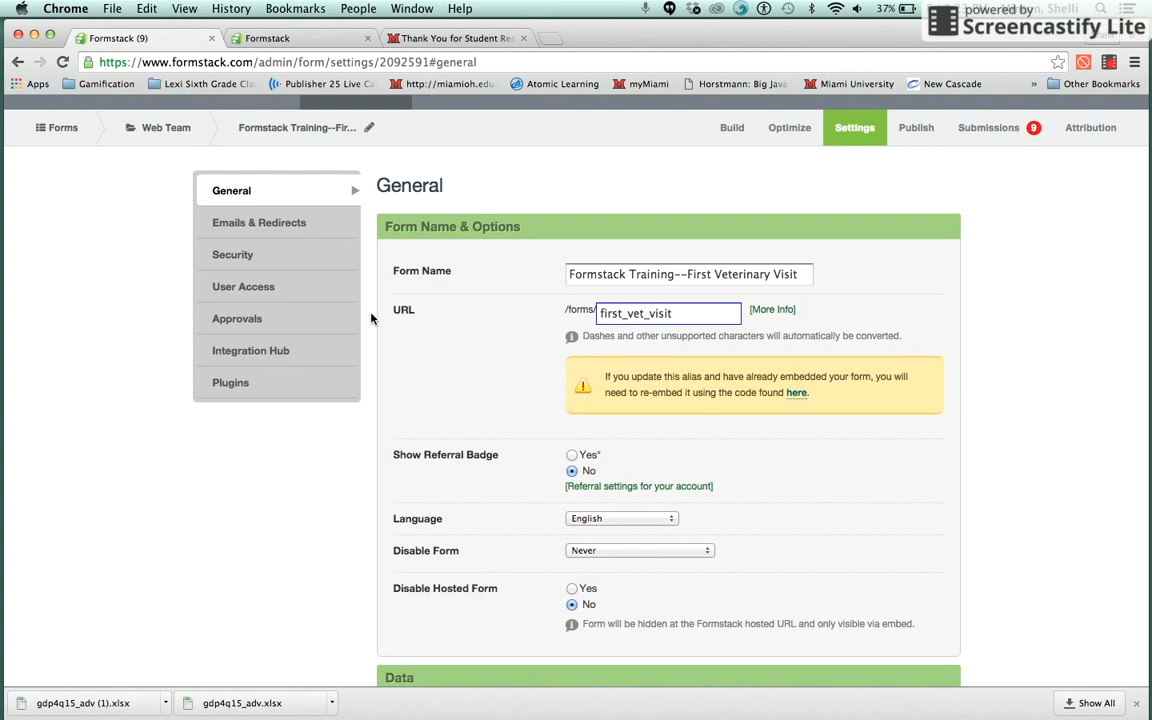 Chrome File Edit View History Bookmarks People Window Help 37%
powered by
Screencastify Lite
Formstack (9) × Formstack × Thank You for Student Res ×
https://www.formstack.com/admin/form/settings/2092591#general
Apps Gamification Lexi Sixth Grade Cla Publisher 25 Live Ca http://miamioh.edu Atomic Learning myMiami Horstmann: Big Java Miami University New Cascade » Other Bookmarks
Forms Web Team Formstack Training--Fir... Build Optimize Settings Publish Submissions 9 Attribution
General
Emails & Redirects
Security
User Access
Approvals
Integration Hub
Plugins
General
Form Name & Options
Form Name Formstack Training--First Veterinary Visit
URL /forms/ first_vet_visit [More Info]
Dashes and other unsupported characters will automatically be converted.
If you update this alias and have already embedded your form, you will
need to re-embed it using the code found here.
Show Referral Badge Yes*
No
[Referral settings for your account]
Language English
Disable Form Never
Disable Hosted Form Yes
No
Form will be hidden at the Formstack hosted URL and only visible via embed.
Data
gdp4q15_adv (1).xlsx gdp4q15_adv.xlsx Show All ×